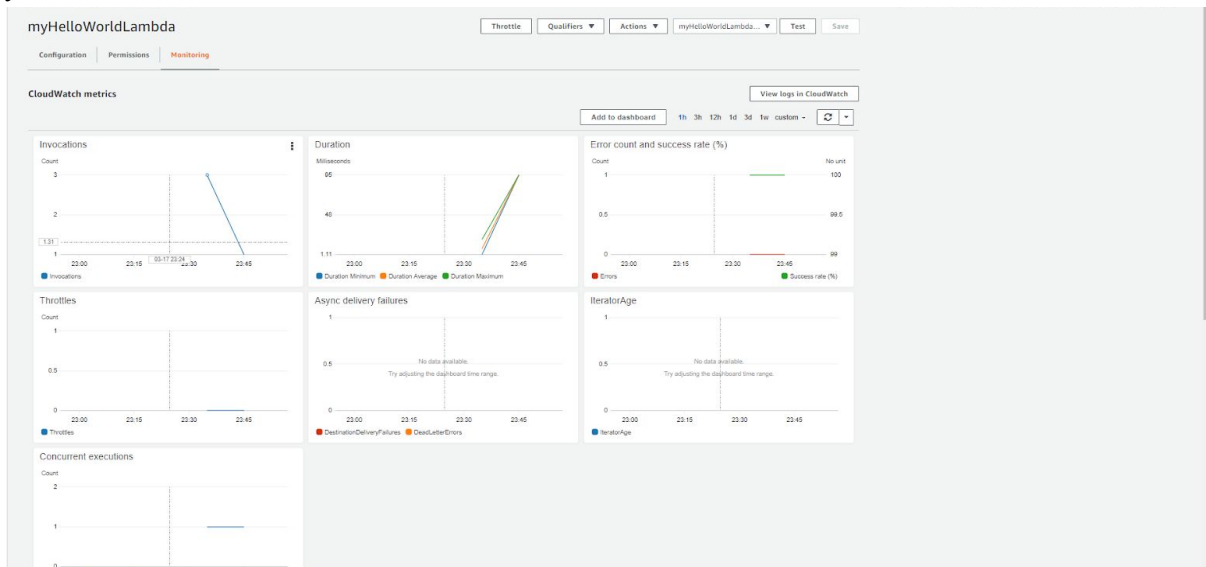 myHelloWorldLambda
Throttle Qualifiers ▼ Actions ▼ myHelloWorldLambda... ▼ Test Save
Configuration Permissions Monitoring
CloudWatch metrics
View logs in CloudWatch
Add to dashboard 1h 3h 12h 1d 3d 1w custom
Invocations
Count
3
2
1.31
1
23:00 23:15 23:30 23:45
03-17 23:24
Invocations
Duration
Milliseconds
95
48
1.11
23:00 23:15 23:30 23:45
Duration Minimum Duration Average Duration Maximum
Error count and success rate (%)
Count No unit
1 100
0.5 99.5
0 99
23:00 23:15 23:30 23:45
Errors Success rate (%)
Throttles
Count
1
0.5
0
23:00 23:15 23:30 23:45
Throttles
Async delivery failures
1
0.5
No data available.
Try adjusting the dashboard time range.
0
23:00 23:15 23:30 23:45
DestinationDeliveryFailures DeadLetterErrors
IteratorAge
1
0.5
No data available.
Try adjusting the dashboard time range.
0
23:00 23:15 23:30 23:45
IteratorAge
Concurrent executions
Count
2
1
0